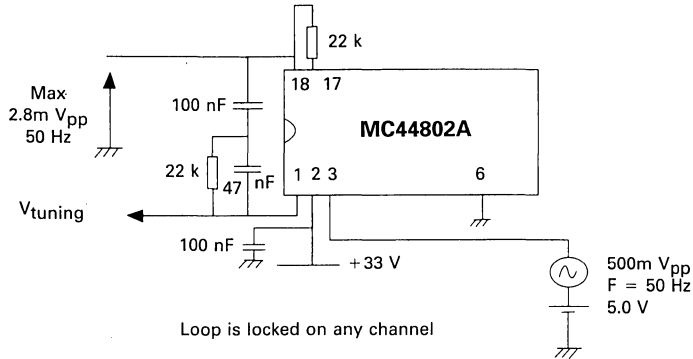 22 k
Max
2.8m Vpp
50 Hz
100 nF
18 17
MC44802A
22 k
47 nF
1 2 3 6
Vtuning
100 nF
+33 V
500m Vpp
F = 50 Hz
5.0 V
Loop is locked on any channel